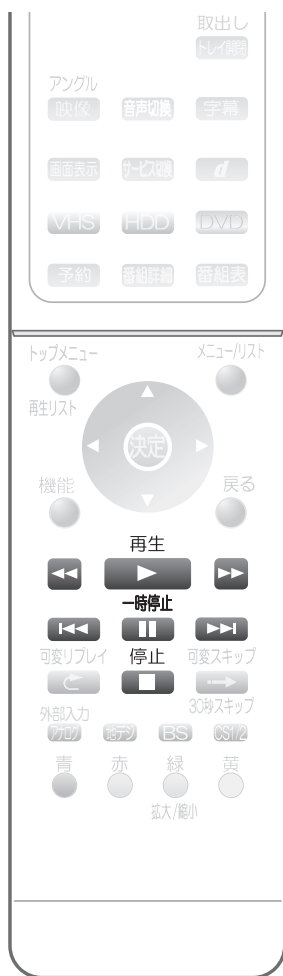 取出し
トレイ開閉
アングル
映像 音声切換 字幕
画面表示 サービス切換 d
VHS HDD DVD
予約 番組詳細 番組表
トップメニュー メニュー/リスト
再生リスト
決定
機能 戻る
再生
一時停止
可変リプレイ 停止 可変スキップ
外部入力 30秒スキップ
アナログ 地デジ BS CS1/2
青 赤 緑 黄
拡大/縮小